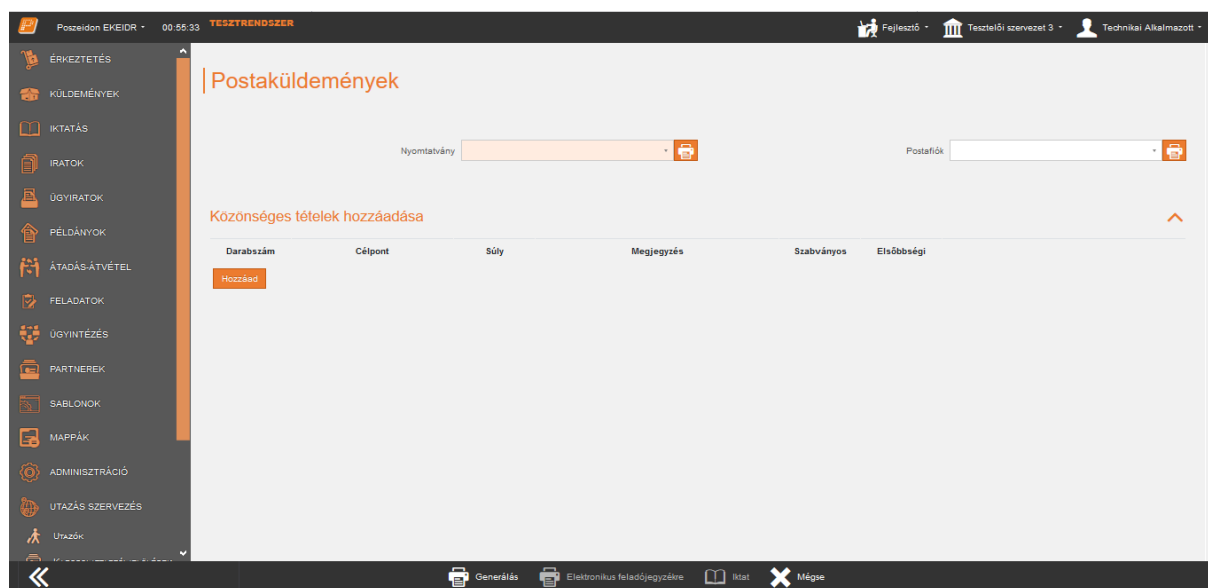 Poszeidon EKEIDR 00:55:33 TESZTRENDSZER Fejlesztő Tesztelői szervezet 3 Technikai Alkalmazott
ÉRKEZTETÉS
KÜLDEMÉNYEK
IKTATÁS
IRATOK
ÜGYIRATOK
PÉLDÁNYOK
ÁTADÁS-ÁTVÉTEL
FELADATOK
ÜGYINTÉZÉS
PARTNEREK
SABLONOK
MAPPÁK
ADMINISZTRÁCIÓ
UTAZÁS SZERVEZÉS
UTAZÓK
Postaküldemények
Nyomtatvány Postafiók
Közönséges tételek hozzáadása
Darabszám Célpont Súly Megjegyzés Szabványos Elsőbbségi
Hozzáad
Generálás Elektronikus feladójegyzékre Iktat Mégse